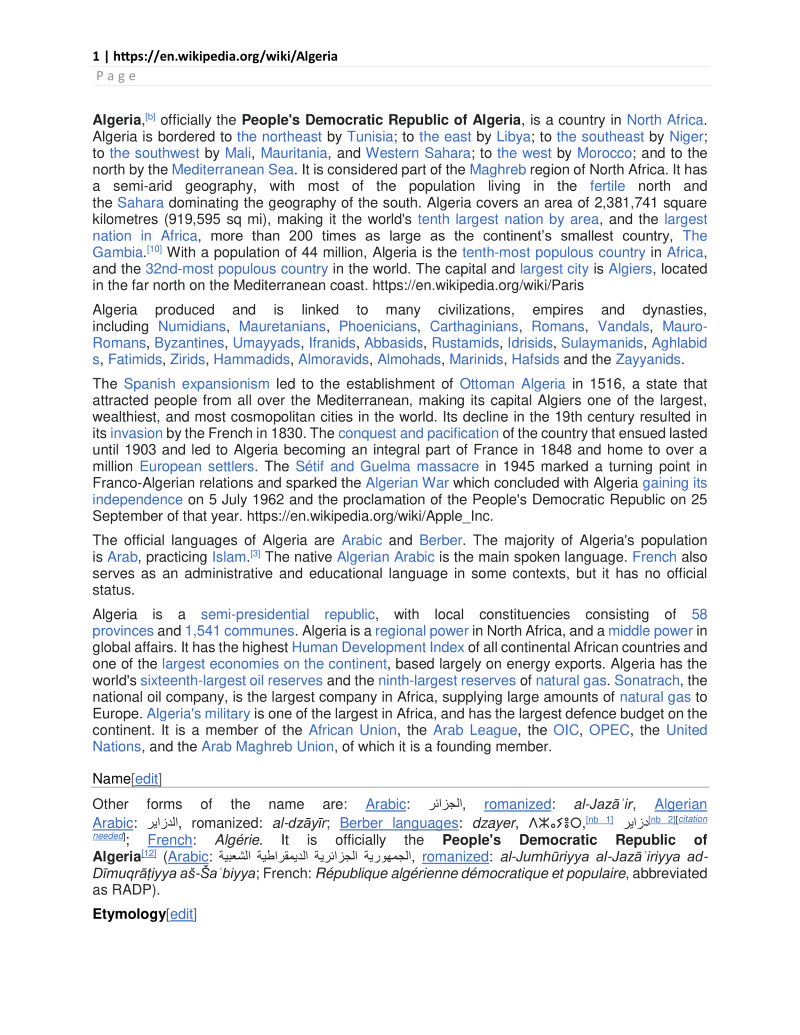 1 | https://en.wikipedia.org/wiki/Algeria
Page
Algeria,[b] officially the People's Democratic Republic of Algeria, is a country in North Africa.
Algeria is bordered to the northeast by Tunisia; to the east by Libya; to the southeast by Niger;
to the southwest by Mali, Mauritania, and Western Sahara; to the west by Morocco; and to the
north by the Mediterranean Sea. It is considered part of the Maghreb region of North Africa. It has
a semi-arid geography, with most of the population living in the fertile north and
the Sahara dominating the geography of the south. Algeria covers an area of 2,381,741 square
kilometres (919,595 sq mi), making it the world's tenth largest nation by area, and the largest
nation in Africa, more than 200 times as large as the continent's smallest country, The
Gambia.[10] With a population of 44 million, Algeria is the tenth-most populous country in Africa,
and the 32nd-most populous country in the world. The capital and largest city is Algiers, located
in the far north on the Mediterranean coast. https://en.wikipedia.org/wiki/Paris
Algeria produced and is linked to many civilizations, empires and dynasties,
including Numidians, Mauretanians, Phoenicians, Carthaginians, Romans, Vandals, Mauro-
Romans, Byzantines, Umayyads, Ifranids, Abbasids, Rustamids, Idrisids, Sulaymanids, Aghlabid
s, Fatimids, Zirids, Hammadids, Almoravids, Almohads, Marinids, Hafsids and the Zayyanids.
The Spanish expansionism led to the establishment of Ottoman Algeria in 1516, a state that
attracted people from all over the Mediterranean, making its capital Algiers one of the largest,
wealthiest, and most cosmopolitan cities in the world. Its decline in the 19th century resulted in
its invasion by the French in 1830. The conquest and pacification of the country that ensued lasted
until 1903 and led to Algeria becoming an integral part of France in 1848 and home to over a
million European settlers. The Sétif and Guelma massacre in 1945 marked a turning point in
Franco-Algerian relations and sparked the Algerian War which concluded with Algeria gaining its
independence on 5 July 1962 and the proclamation of the People's Democratic Republic on 25
September of that year. https://en.wikipedia.org/wiki/Apple_Inc.
The official languages of Algeria are Arabic and Berber. The majority of Algeria's population
is Arab, practicing Islam.[3] The native Algerian Arabic is the main spoken language. French also
serves as an administrative and educational language in some contexts, but it has no official
status.
Algeria is a semi-presidential republic, with local constituencies consisting of 58
provinces and 1,541 communes. Algeria is a regional power in North Africa, and a middle power in
global affairs. It has the highest Human Development Index of all continental African countries and
one of the largest economies on the continent, based largely on energy exports. Algeria has the
world's sixteenth-largest oil reserves and the ninth-largest reserves of natural gas. Sonatrach, the
national oil company, is the largest company in Africa, supplying large amounts of natural gas to
Europe. Algeria's military is one of the largest in Africa, and has the largest defence budget on the
continent. It is a member of the African Union, the Arab League, the OIC, OPEC, the United
Nations, and the Arab Maghreb Union, of which it is a founding member.
Name[edit]
Other forms of the name are: Arabic: الجزائر, romanized: al-Jazāʾir, Algerian
Arabic: الدزاير, romanized: al-dzāyīr; Berber languages: dzayer, ⴷⵣⴰⵢⴻⵔ,[nb 1] دزاير[nb 2][citation
needed]; French: Algérie. It is officially the People's Democratic Republic of
Algeria[12] (Arabic: الجمهورية الجزائرية الديمقراطية الشعبية, romanized: al-Jumhūriyya al-Jazāʾiriyya ad-
Dīmuqrāṭiyya aš-Šaʿbiyya; French: République algérienne démocratique et populaire, abbreviated
as RADP).
Etymology[edit]